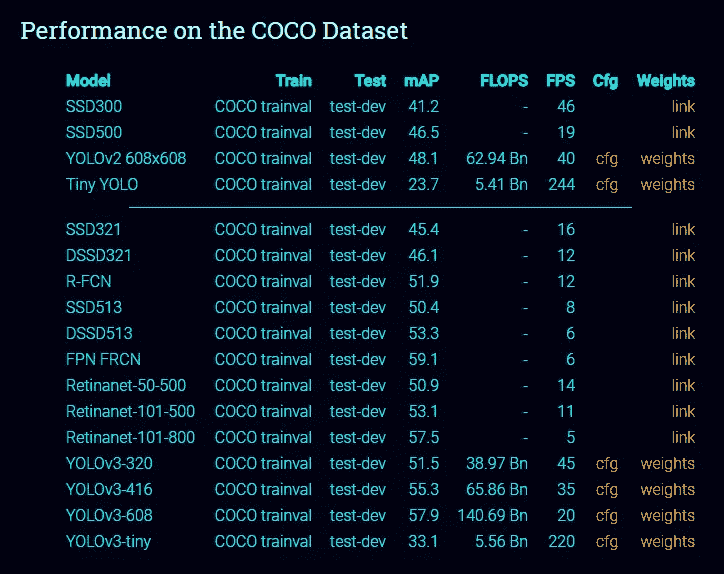 Performance on the COCO Dataset
Model Train Test mAP FLOPS FPS Cfg Weights
SSD300 COCO trainval test-dev 41.2 - 46 link
SSD500 COCO trainval test-dev 46.5 - 19 link
YOLOv2 608x608 COCO trainval test-dev 48.1 62.94 Bn 40 cfg weights
Tiny YOLO COCO trainval test-dev 23.7 5.41 Bn 244 cfg weights
SSD321 COCO trainval test-dev 45.4 - 16 link
DSSD321 COCO trainval test-dev 46.1 - 12 link
R-FCN COCO trainval test-dev 51.9 - 12 link
SSD513 COCO trainval test-dev 50.4 - 8 link
DSSD513 COCO trainval test-dev 53.3 - 6 link
FPN FRCN COCO trainval test-dev 59.1 - 6 link
Retinanet-50-500 COCO trainval test-dev 50.9 - 14 link
Retinanet-101-500 COCO trainval test-dev 53.1 - 11 link
Retinanet-101-800 COCO trainval test-dev 57.5 - 5 link
YOLOv3-320 COCO trainval test-dev 51.5 38.97 Bn 45 cfg weights
YOLOv3-416 COCO trainval test-dev 55.3 65.86 Bn 35 cfg weights
YOLOv3-608 COCO trainval test-dev 57.9 140.69 Bn 20 cfg weights
YOLOv3-tiny COCO trainval test-dev 33.1 5.56 Bn 220 cfg weights